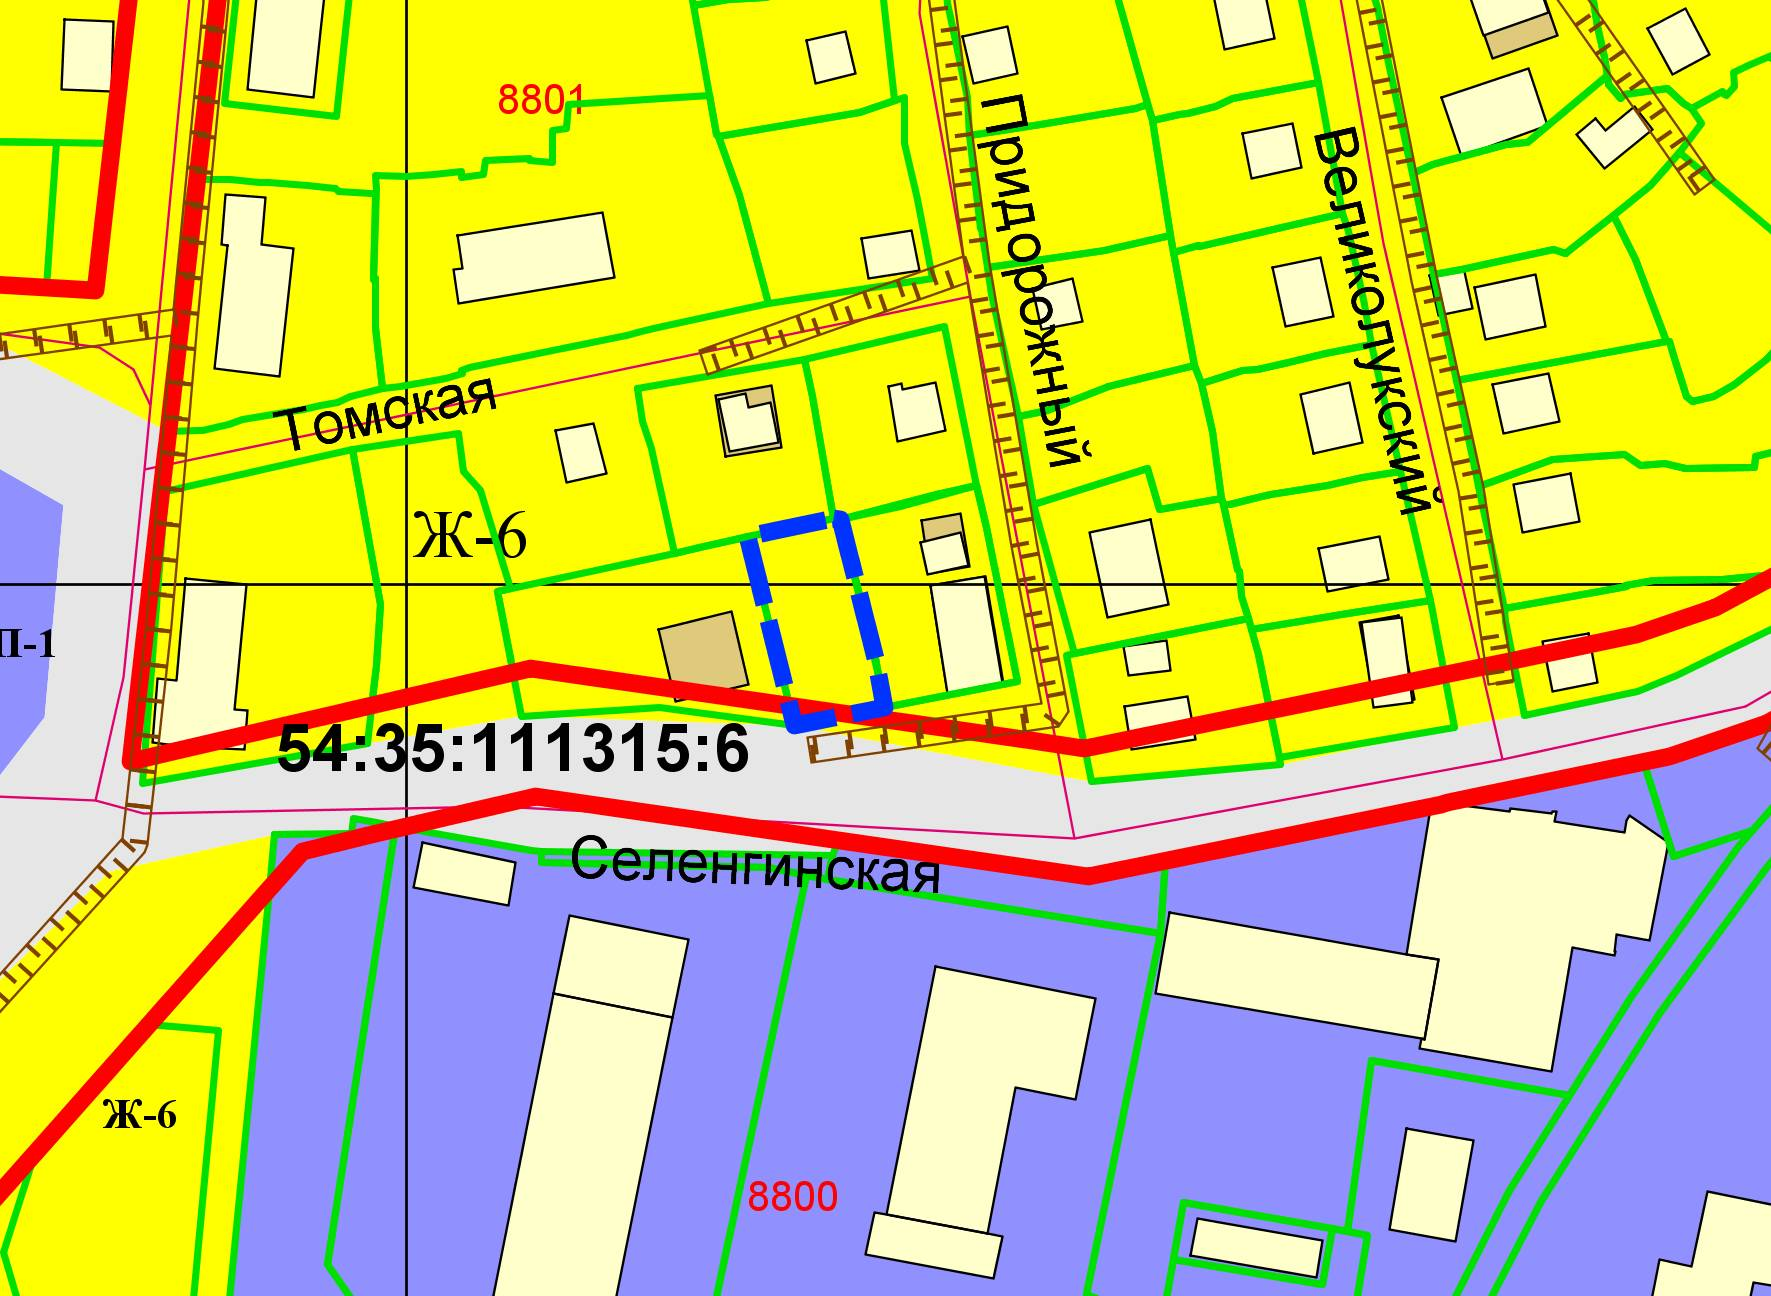 8801
Придорожный
Великолукский
Томская
Ж-6
П-1
54:35:111315:6
Селенгинская
Ж-6
8800